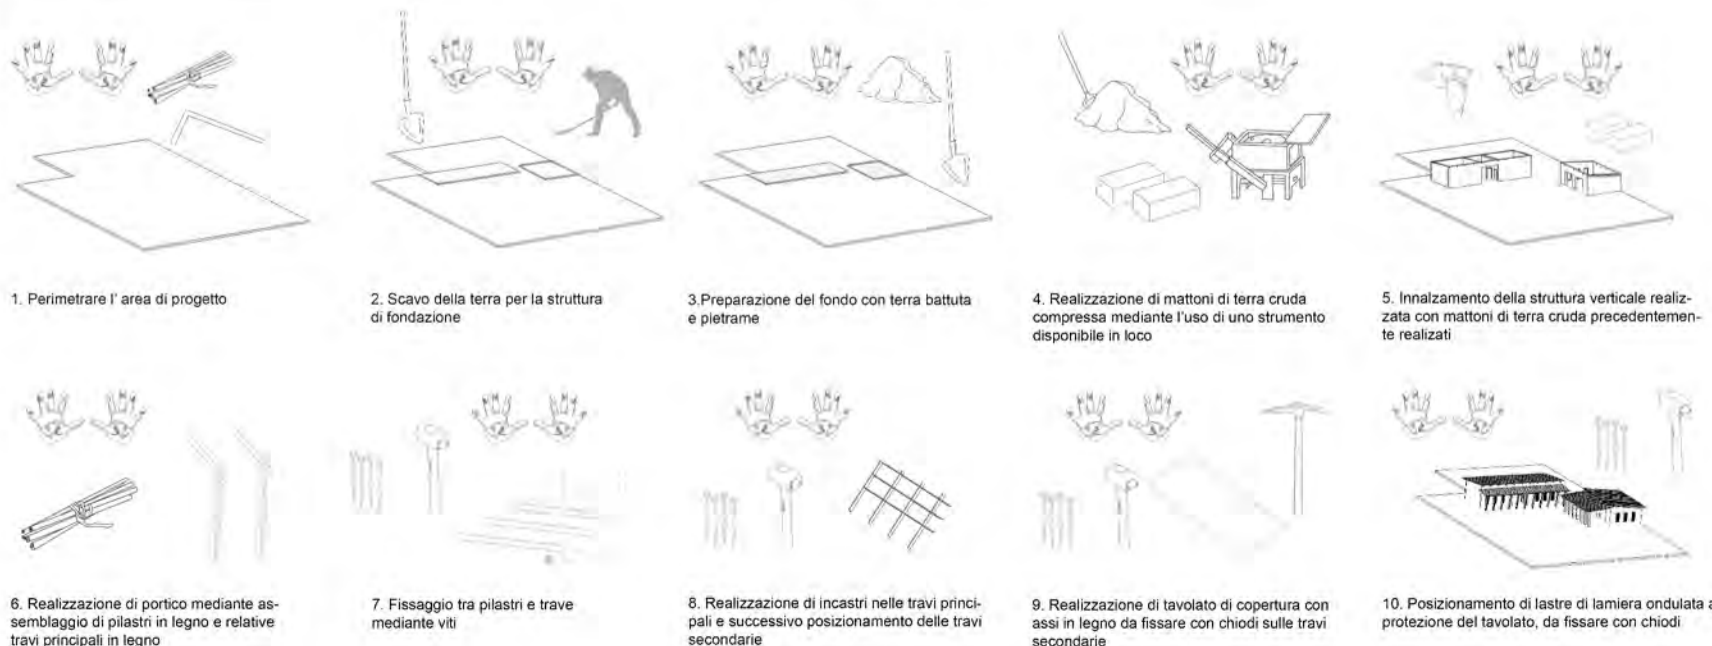 1. Perimetrare l' area di progetto
2. Scavo della terra per la struttura
di fondazione
3.Preparazione del fondo con terra battuta
e pietrame
4. Realizzazione di mattoni di terra cruda
compressa mediante l'uso di uno strumento
disponibile in loco
5. Innalzamento della struttura verticale realiz-
zata con mattoni di terra cruda precedentemen-
te realizati
6. Realizzazione di portico mediante as-
semblaggio di pilastri in legno e relative
travi principali in legno
7. Fissaggio tra pilastri e trave
mediante viti
8. Realizzazione di incastri nelle travi princi-
pali e successivo posizionamento delle travi
secondarie
9. Realizzazione di tavolato di copertura con
assi in legno da fissare con chiodi sulle travi
secondarie
10. Posizionamento di lastre di lamiera ondulata a
protezione del tavolato, da fissare con chiodi